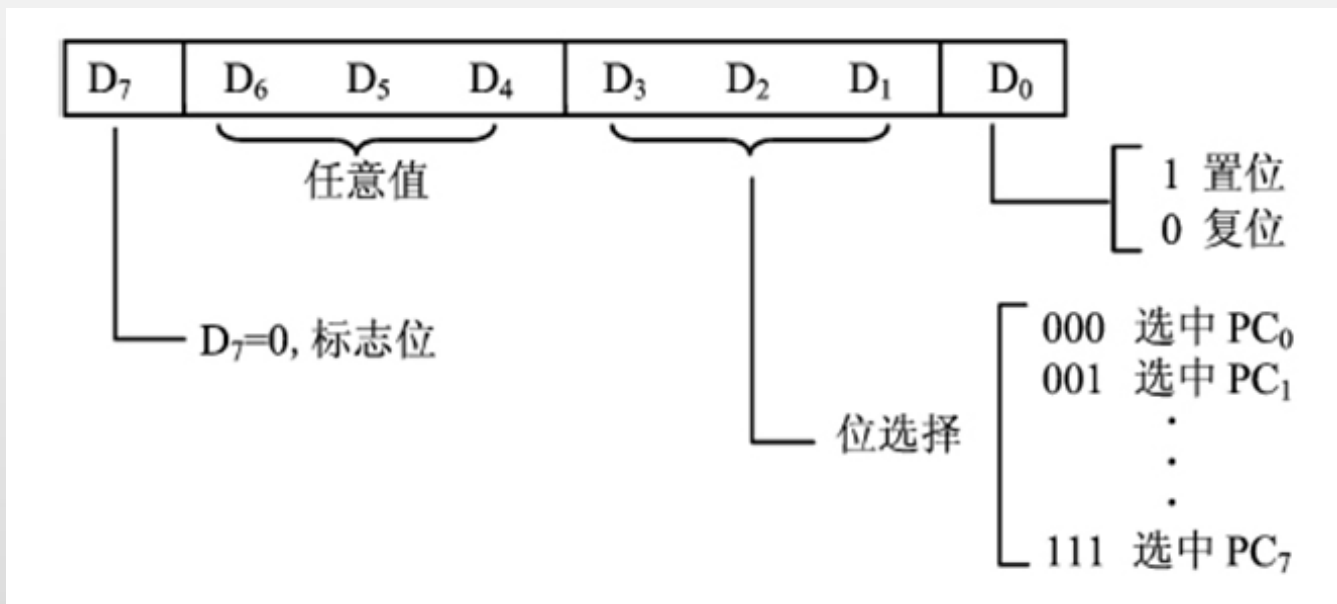 D₇ D₆ D₅ D₄ D₃ D₂ D₁ D₀
任意值
1 置位
0 复位
D₇=0, 标志位
000 选中 PC₀
001 选中 PC₁
位选择
111 选中 PC₇